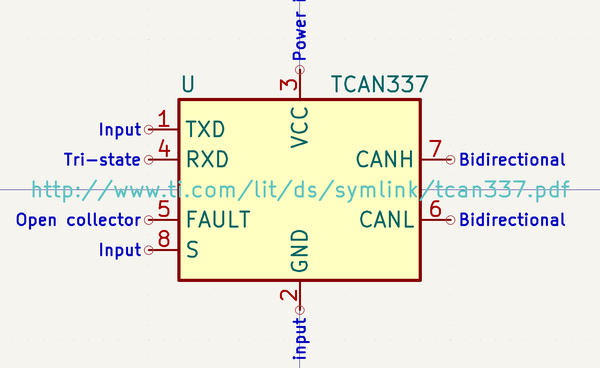 Power i
3
U
TCAN337
VCC
Input 1 TXD
Tri-state 4 RXD
CANH 7 Bidirectional
http://www.ti.com/lit/ds/symlink/tcan337.pdf
Open collector 5 FAULT
CANL 6 Bidirectional
Input 8 S
GND
2
input